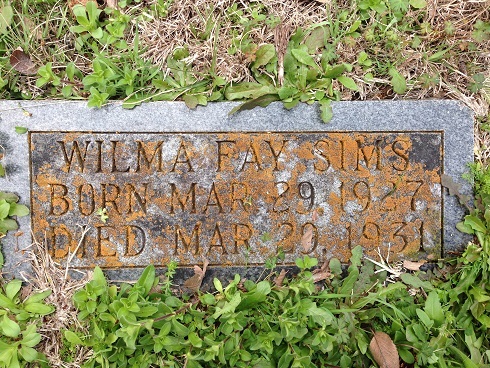 WILMA FAY SIMS
BORN MAR 29, 1927
DIED MAR 20, 1931